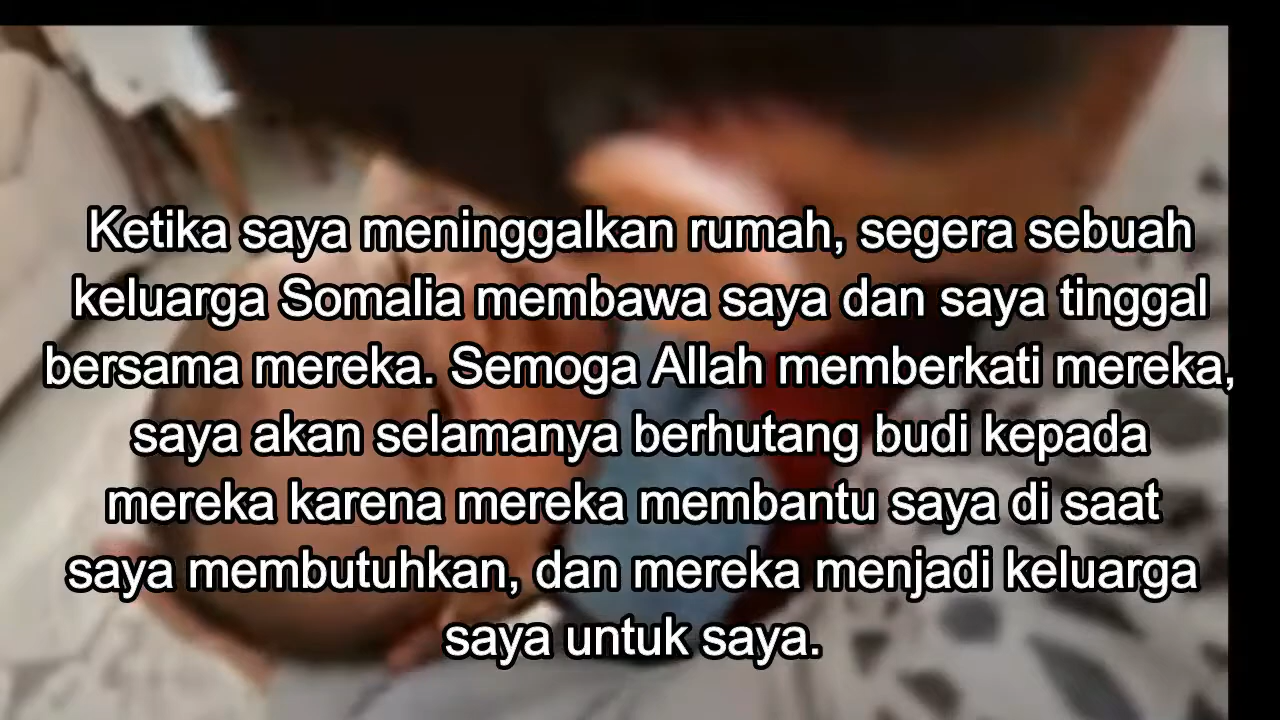 Ketika saya meninggalkan rumah, segera sebuah
keluarga Somalia membawa saya dan saya tinggal
bersama mereka. Semoga Allah memberkati mereka,
saya akan selamanya berhutang budi kepada
mereka karena mereka membantu saya di saat
saya membutuhkan, dan mereka menjadi keluarga
saya untuk saya.